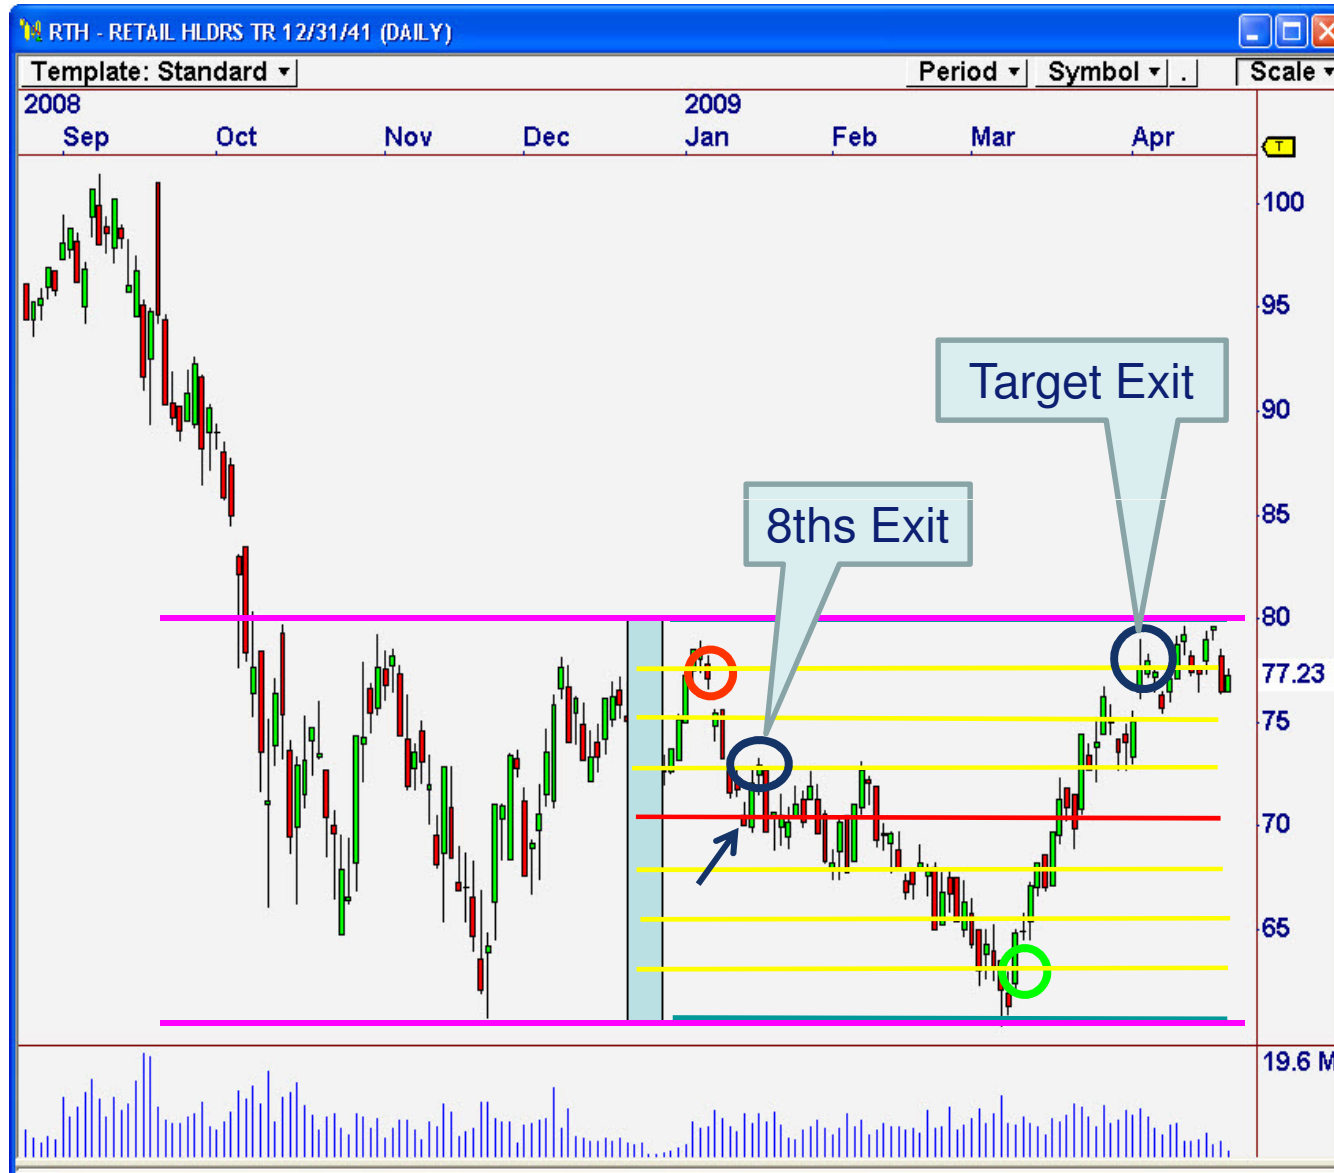 RTH - RETAIL HLDRS TR 12/31/41 (DAILY)
Template: Standard Period Symbol . Scale
2008 2009
Sep Oct Nov Dec Jan Feb Mar Apr
T
100
95
90
Target Exit
8ths Exit
85
80
77.23
75
70
65
19.6 M